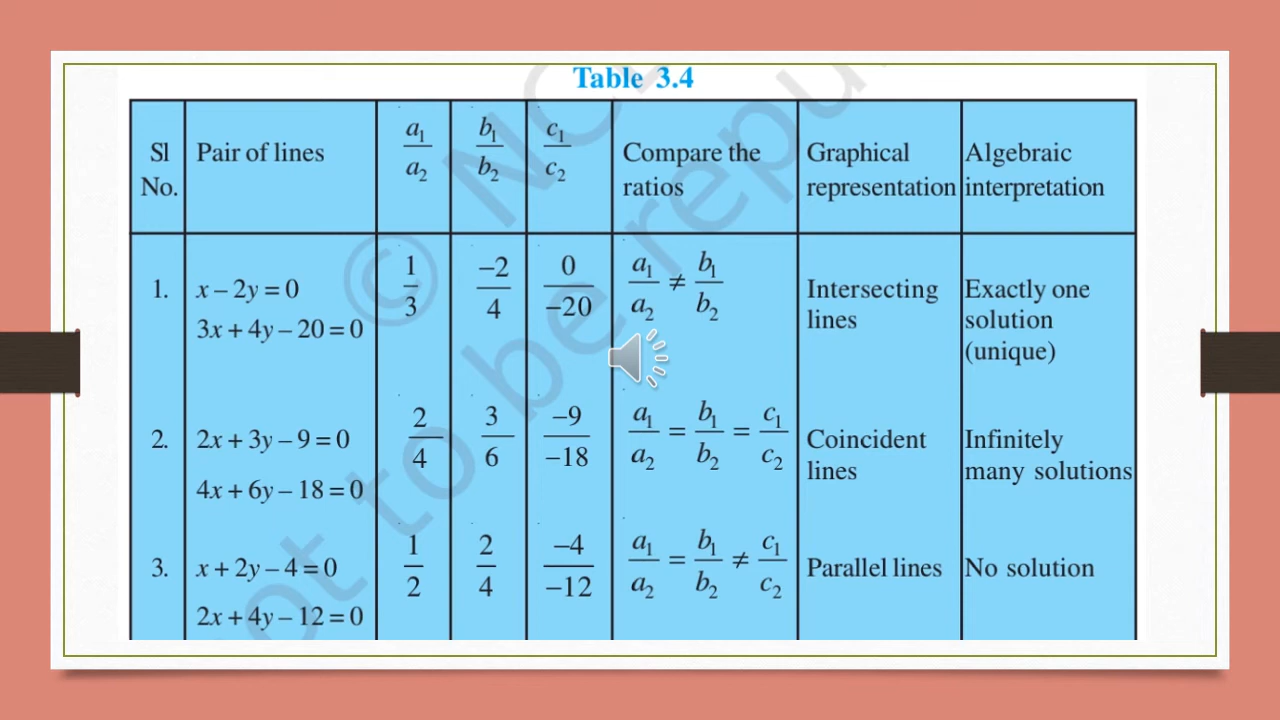 Table 3.4
Sl No. Pair of lines a₁/a₂ b₁/b₂ c₁/c₂ Compare the ratios Graphical representation Algebraic interpretation
1. x – 2y = 0 1/3 –2/4 0/–20 a₁/a₂ ≠ b₁/b₂ Intersecting lines Exactly one solution (unique)
3x + 4y – 20 = 0
2. 2x + 3y – 9 = 0 2/4 3/6 –9/–18 a₁/a₂ = b₁/b₂ = c₁/c₂ Coincident lines Infinitely many solutions
4x + 6y – 18 = 0
3. x + 2y – 4 = 0 1/2 2/4 –4/–12 a₁/a₂ = b₁/b₂ ≠ c₁/c₂ Parallel lines No solution
2x + 4y – 12 = 0